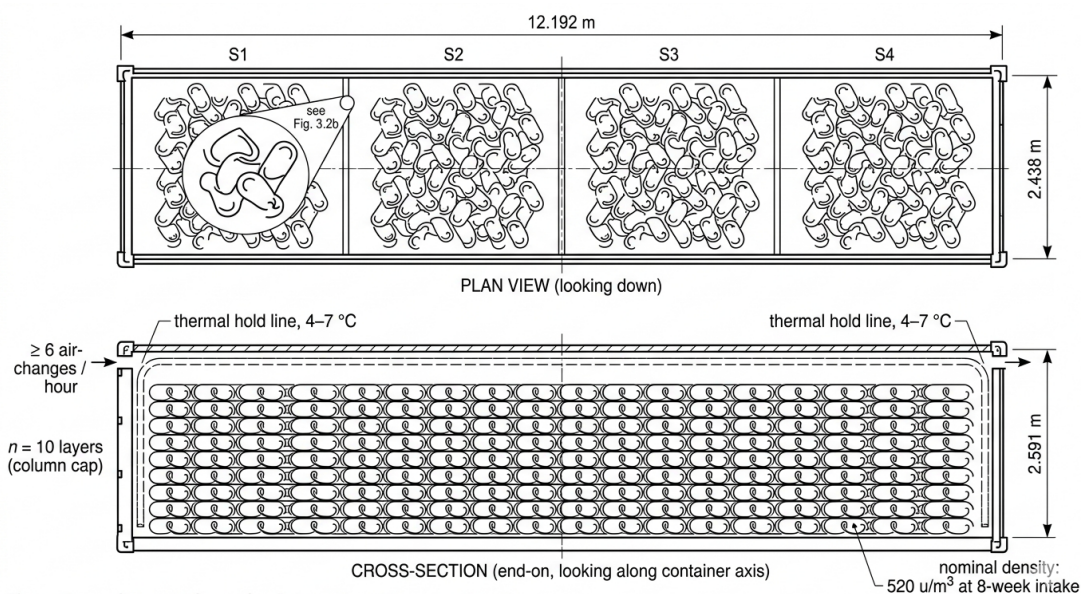 12.192 m
S1
S2
S3
S4
see
Fig. 3.2b
2.438 m
PLAN VIEW (looking down)
thermal hold line, 4–7 °C
thermal hold line, 4–7 °C
≥ 6 air-
changes /
hour
n = 10 layers
(column cap)
2.591 m
CROSS-SECTION (end-on, looking along container axis)
nominal density:
520 u/m³ at 8-week intake